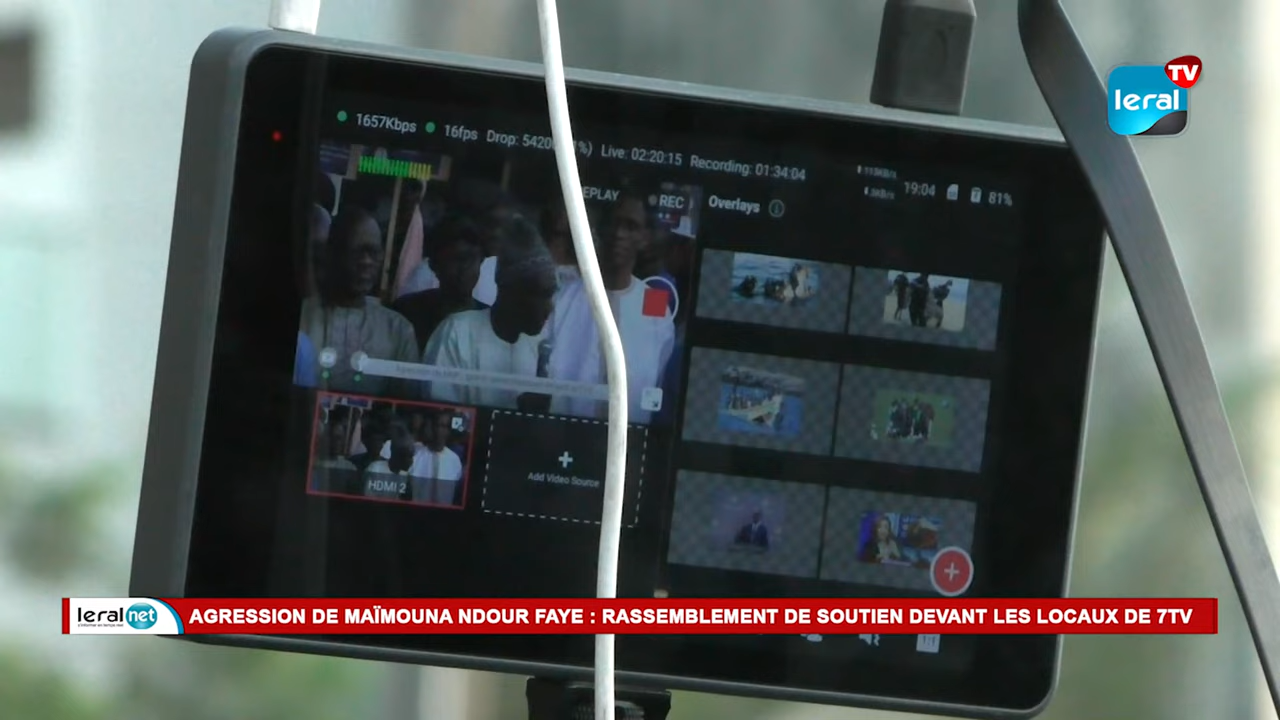 TV
leral
1657Kbps 16fps Drop: 5420 %) Live: 02:20:15 Recording: 01:34:04
19:04 81%
EPLAY
REC
Overlays
HDMI 2
Add Video Source
leral net
AGRESSION DE MAÏMOUNA NDOUR FAYE : RASSEMBLEMENT DE SOUTIEN DEVANT LES LOCAUX DE 7TV